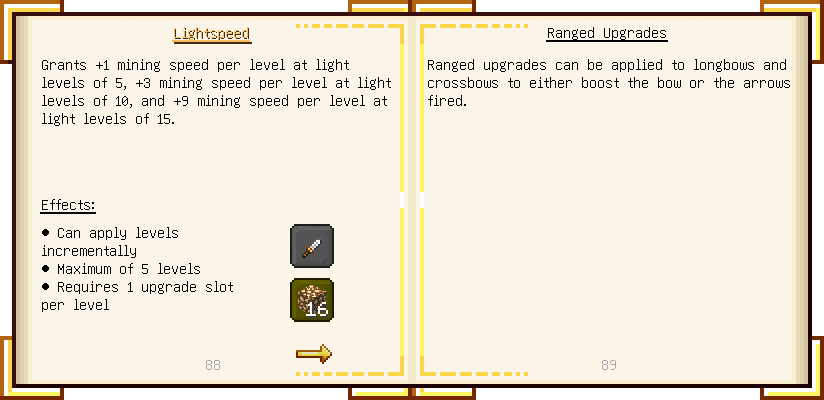 Lightspeed
Grants +1 mining speed per level at light
levels of 5, +3 mining speed per level at light
levels of 10, and +9 mining speed per level at
light levels of 15.
Effects:
• Can apply levels
incrementally
• Maximum of 5 levels
• Requires 1 upgrade slot
per level
16
88
Ranged Upgrades
Ranged upgrades can be applied to longbows and
crossbows to either boost the bow or the arrows
fired.
89